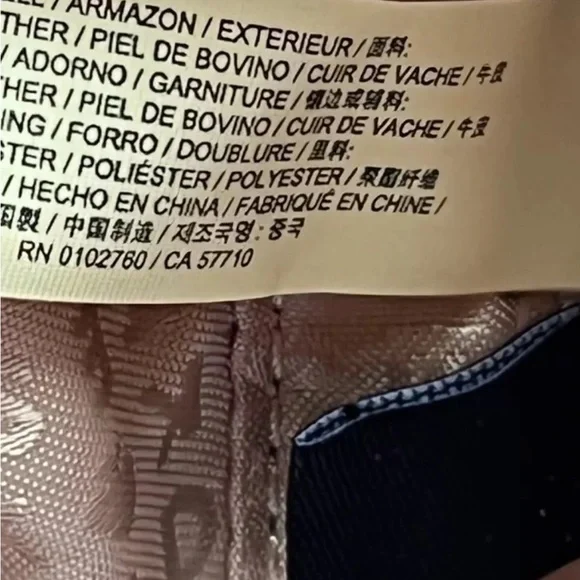 / ARMAZON / EXTERIEUR / 面料:
THER / PIEL DE BOVINO / CUIR DE VACHE / 牛皮
/ ADORNO / GARNITURE / 镶边或辅料:
HER / PIEL DE BOVINO / CUIR DE VACHE / 牛皮
ING / FORRO / DOUBLURE / 里料:
STER / POLIÉSTER / POLYESTER / 聚酯纤维
/ HECHO EN CHINA / FABRIQUÉ EN CHINE /
國製 / 中国制造 / 제조국명: 중국
RN 0102760 / CA 57710